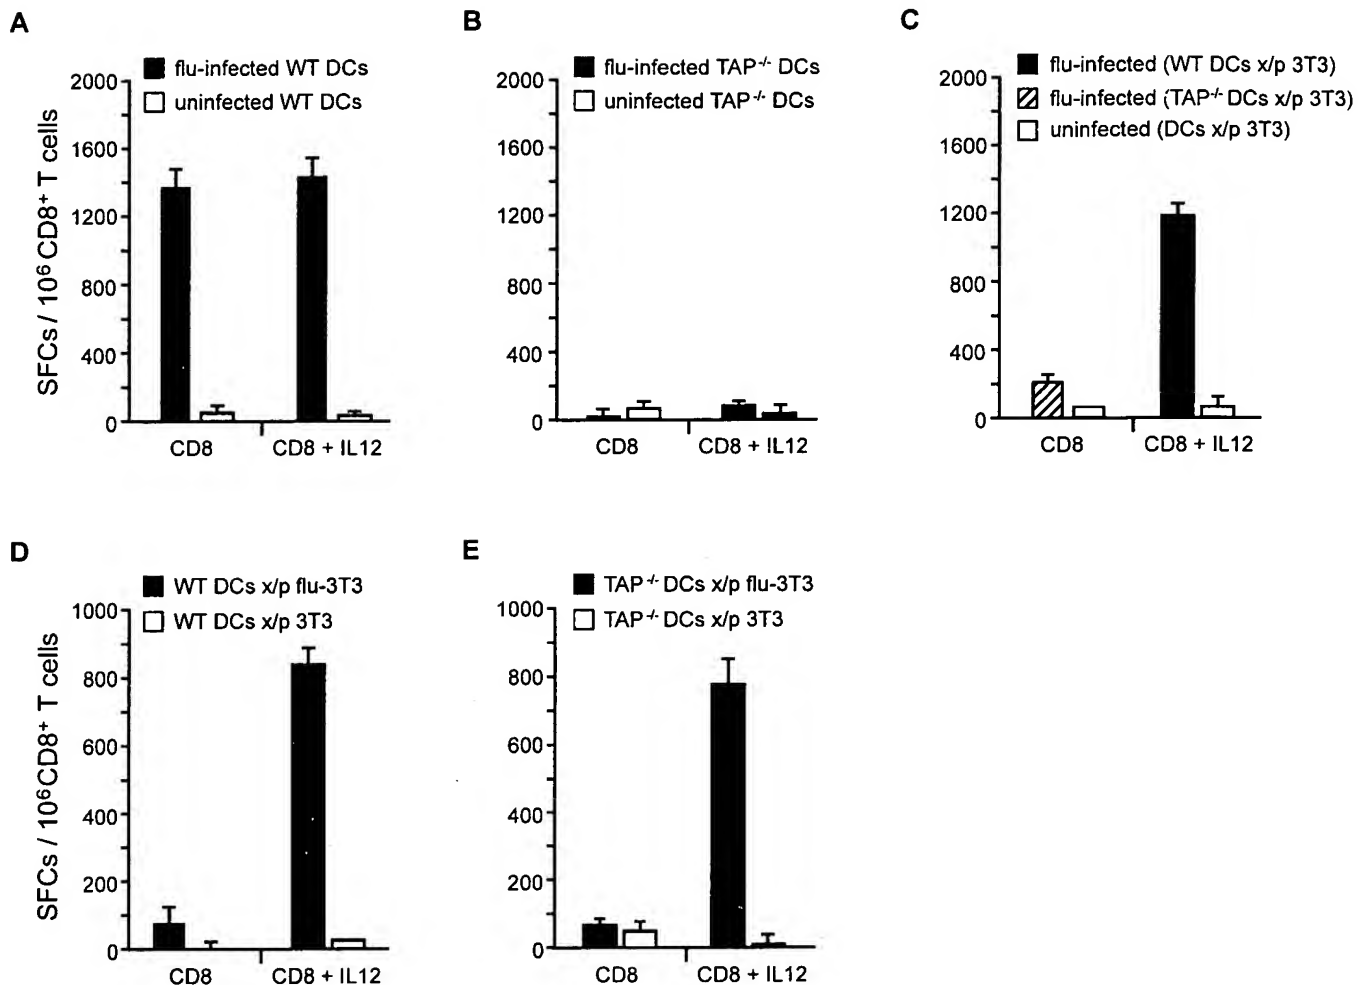 A
flu-infected WT DCs
uninfected WT DCs
SFCs / 10⁶ CD8⁺ T cells
2000
1600
1200
800
400
0
CD8
CD8 + IL12
B
flu-infected TAP⁻/⁻ DCs
uninfected TAP⁻/⁻ DCs
2000
1600
1200
800
400
0
CD8
CD8 + IL12
C
flu-infected (WT DCs x/p 3T3)
flu-infected (TAP⁻/⁻ DCs x/p 3T3)
uninfected (DCs x/p 3T3)
2000
1600
1200
800
400
0
CD8
CD8 + IL12
D
WT DCs x/p flu-3T3
WT DCs x/p 3T3
SFCs / 10⁶CD8⁺ T cells
1000
800
600
400
200
0
CD8
CD8 + IL12
E
TAP⁻/⁻ DCs x/p flu-3T3
TAP⁻/⁻ DCs x/p 3T3
1000
800
600
400
200
0
CD8
CD8 + IL12